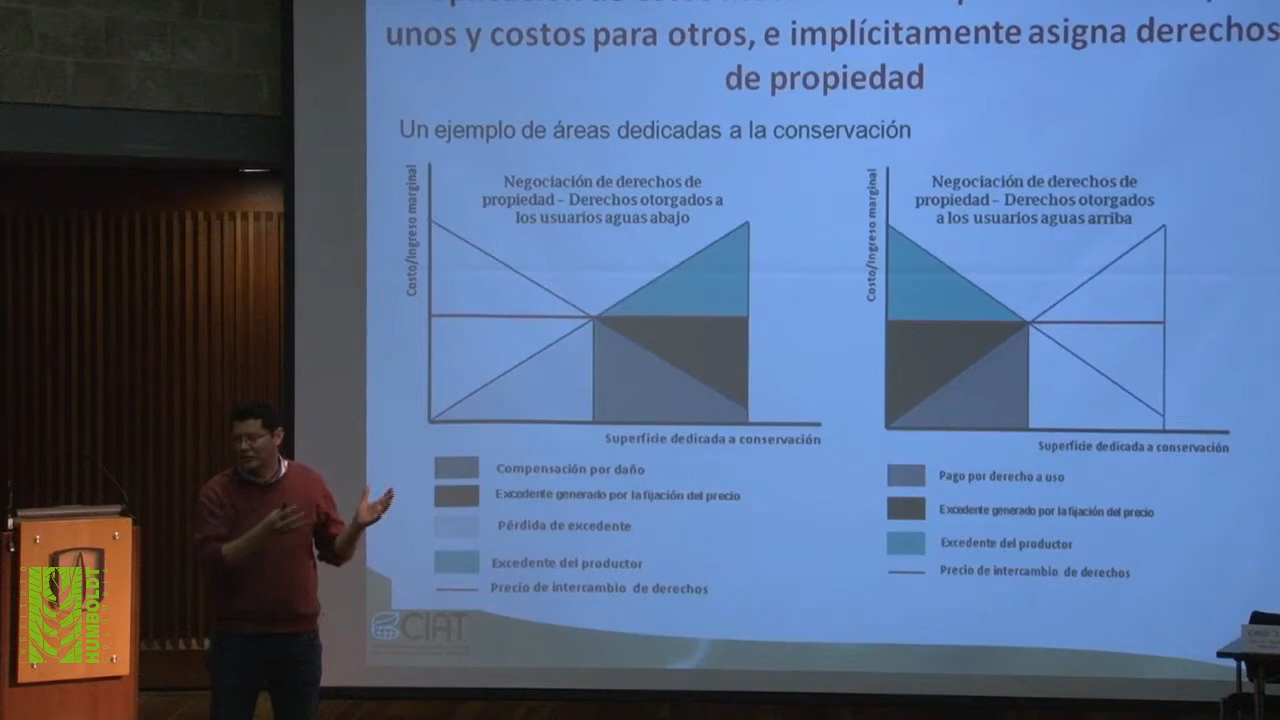 unos y costos para otros, e implícitamente asigna derechos
de propiedad
Un ejemplo de áreas dedicadas a la conservación
Costo/Ingreso marginal
Negociación de derechos de
propiedad – Derechos otorgados a
los usuarios aguas abajo
Superficie dedicada a conservación
Compensación por daño
Excedente generado por la fijación del precio
Pérdida de excedente
Excedente del productor
Precio de intercambio de derechos
Costo/Ingreso marginal
Negociación de derechos de
propiedad – Derechos otorgados
a los usuarios aguas arriba
Superficie dedicada a conservación
Pago por derecho a uso
Excedente generado por la fijación del precio
Excedente del productor
Precio de intercambio de derechos
CIAT
INSTITUTO
HUMBOLDT
COLOMBIA